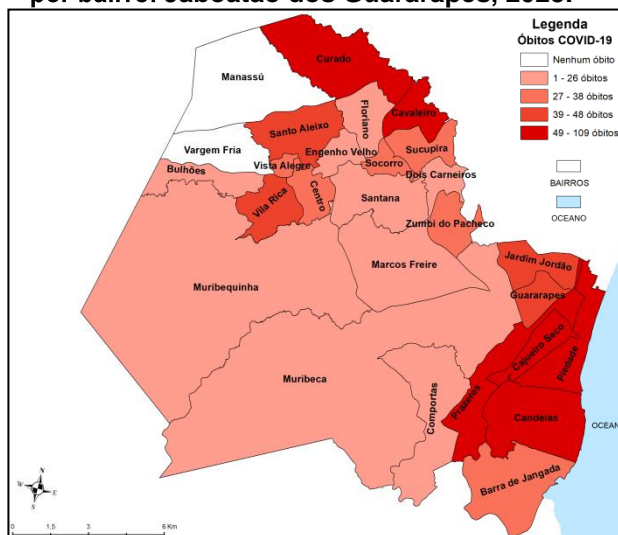 por bairro. Jaboatão dos Guararapes, 2020.
Legenda
Óbitos COVID-19
Nenhum óbito
1 - 26 óbitos
27 - 38 óbitos
39 - 48 óbitos
49 - 109 óbitos
BAIRROS
OCEANO
Curado
Manassú
Floriano
Cavaleiro
Santo Aleixo
Vargem Fria
Engenho Velho
Sucupira
Vista Alegre
Socorro
Bulhões
Dois Carneiros
Vila Rica
Centro
Santana
Zumbi do Pacheco
Marcos Freire
Jardim Jordão
Muribequinha
Guararapes
Cajueiro Seco
Piedade
Muribeca
Comportas
Prazeres
Candeias
OCEANO
Barra de Jangada
N
W
E
S
0 1,5 3 6 Km